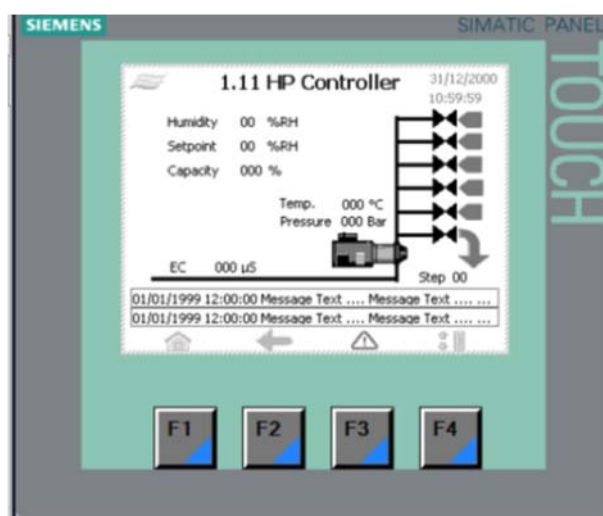 SIEMENS
SIMATIC PANEL
TOUCH
1.11 HP Controller
31/12/2000
10:59:59
Humidity 00 %RH
Setpoint 00 %RH
Capacity 000 %
Temp. 000 °C
Pressure 000 Bar
EC 000 µS
Step 00
01/01/1999 12:00:00 Message Text .... Message Text .... ...
01/01/1999 12:00:00 Message Text .... Message Text .... ...
F1 F2 F3 F4